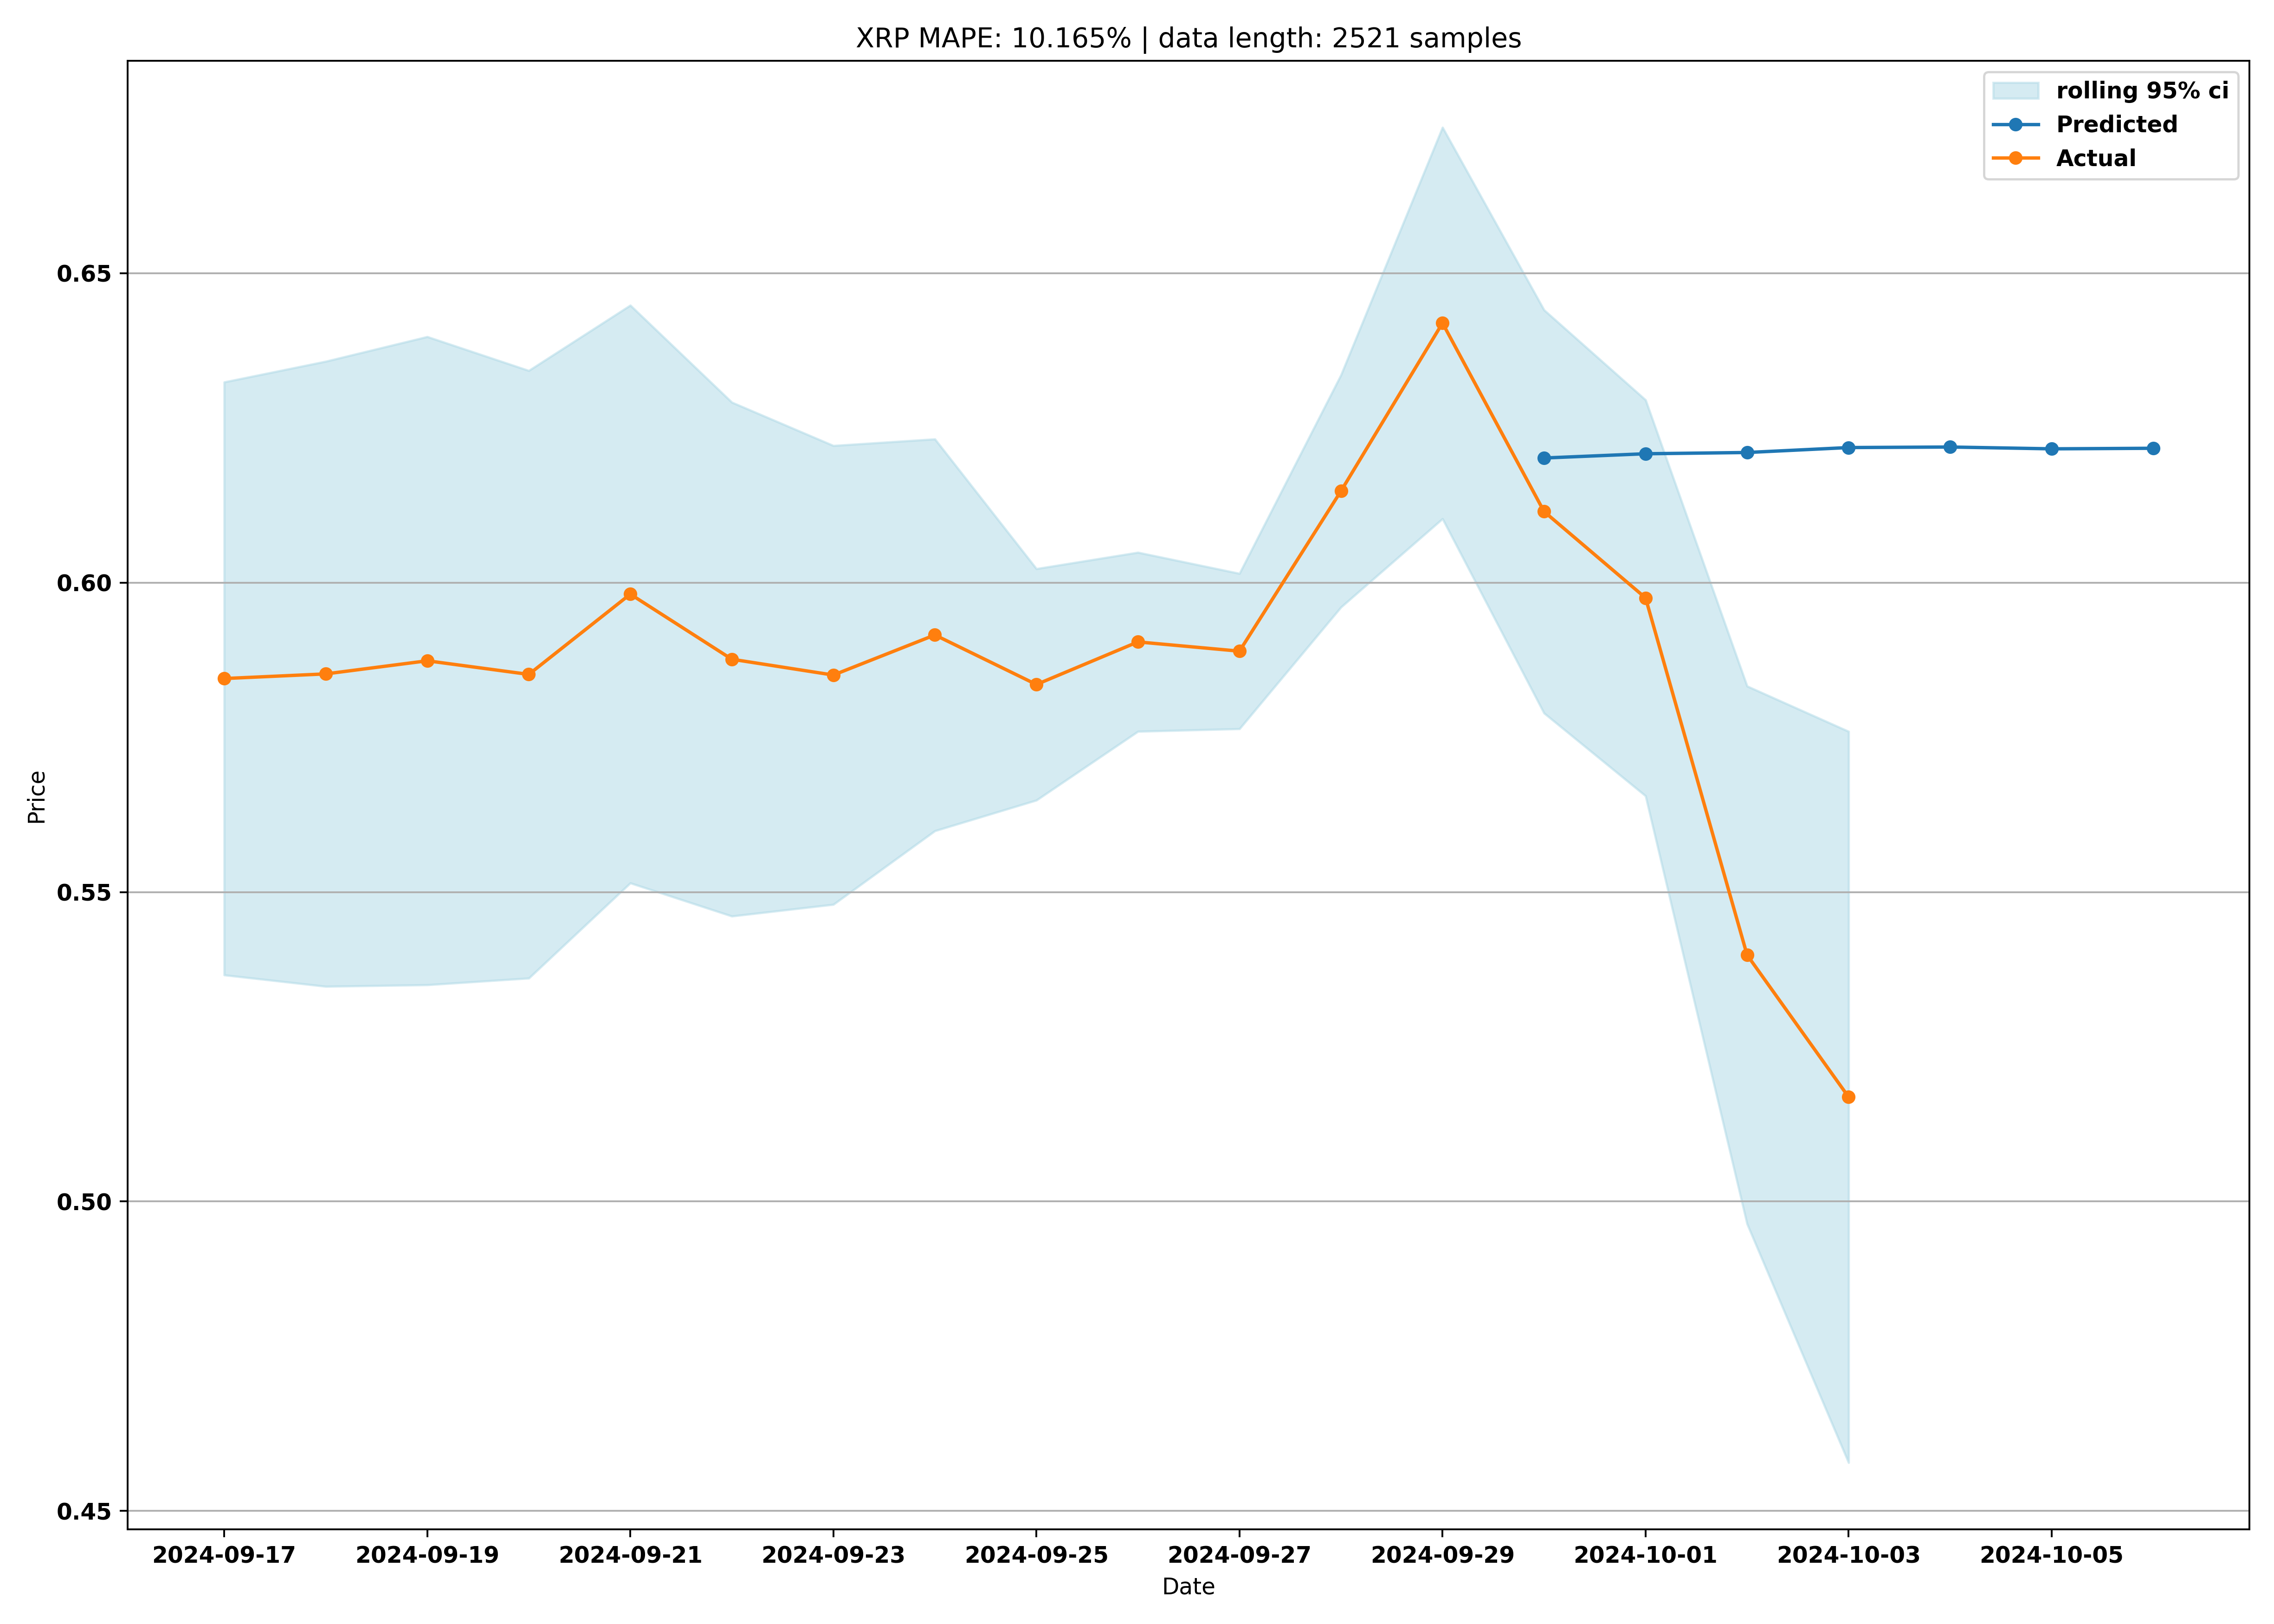 XRP MAPE: 10.165% | data length: 2521 samples
rolling 95% ci
Predicted
Actual
Price
0.65
0.60
0.55
0.50
0.45
2024-09-17 2024-09-19 2024-09-21 2024-09-23 2024-09-25 2024-09-27 2024-09-29 2024-10-01 2024-10-03 2024-10-05
Date